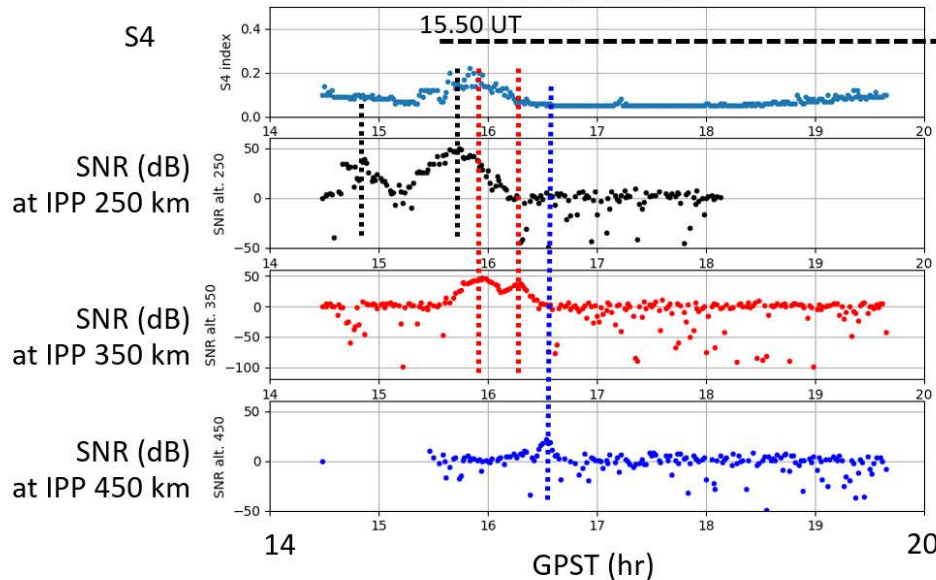 S4
15.50 UT
S4 index
0.4
0.2
0.0
14 15 16 17 18 19 20
SNR (dB)
at IPP 250 km
SNR alt. 250
50
0
−50
14 15 16 17 18 19 20
SNR (dB)
at IPP 350 km
SNR alt. 350
50
0
−50
−100
14 15 16 17 18 19 20
SNR (dB)
at IPP 450 km
SNR alt. 450
50
0
−50
15 16 17 18 19
14 20
GPST (hr)